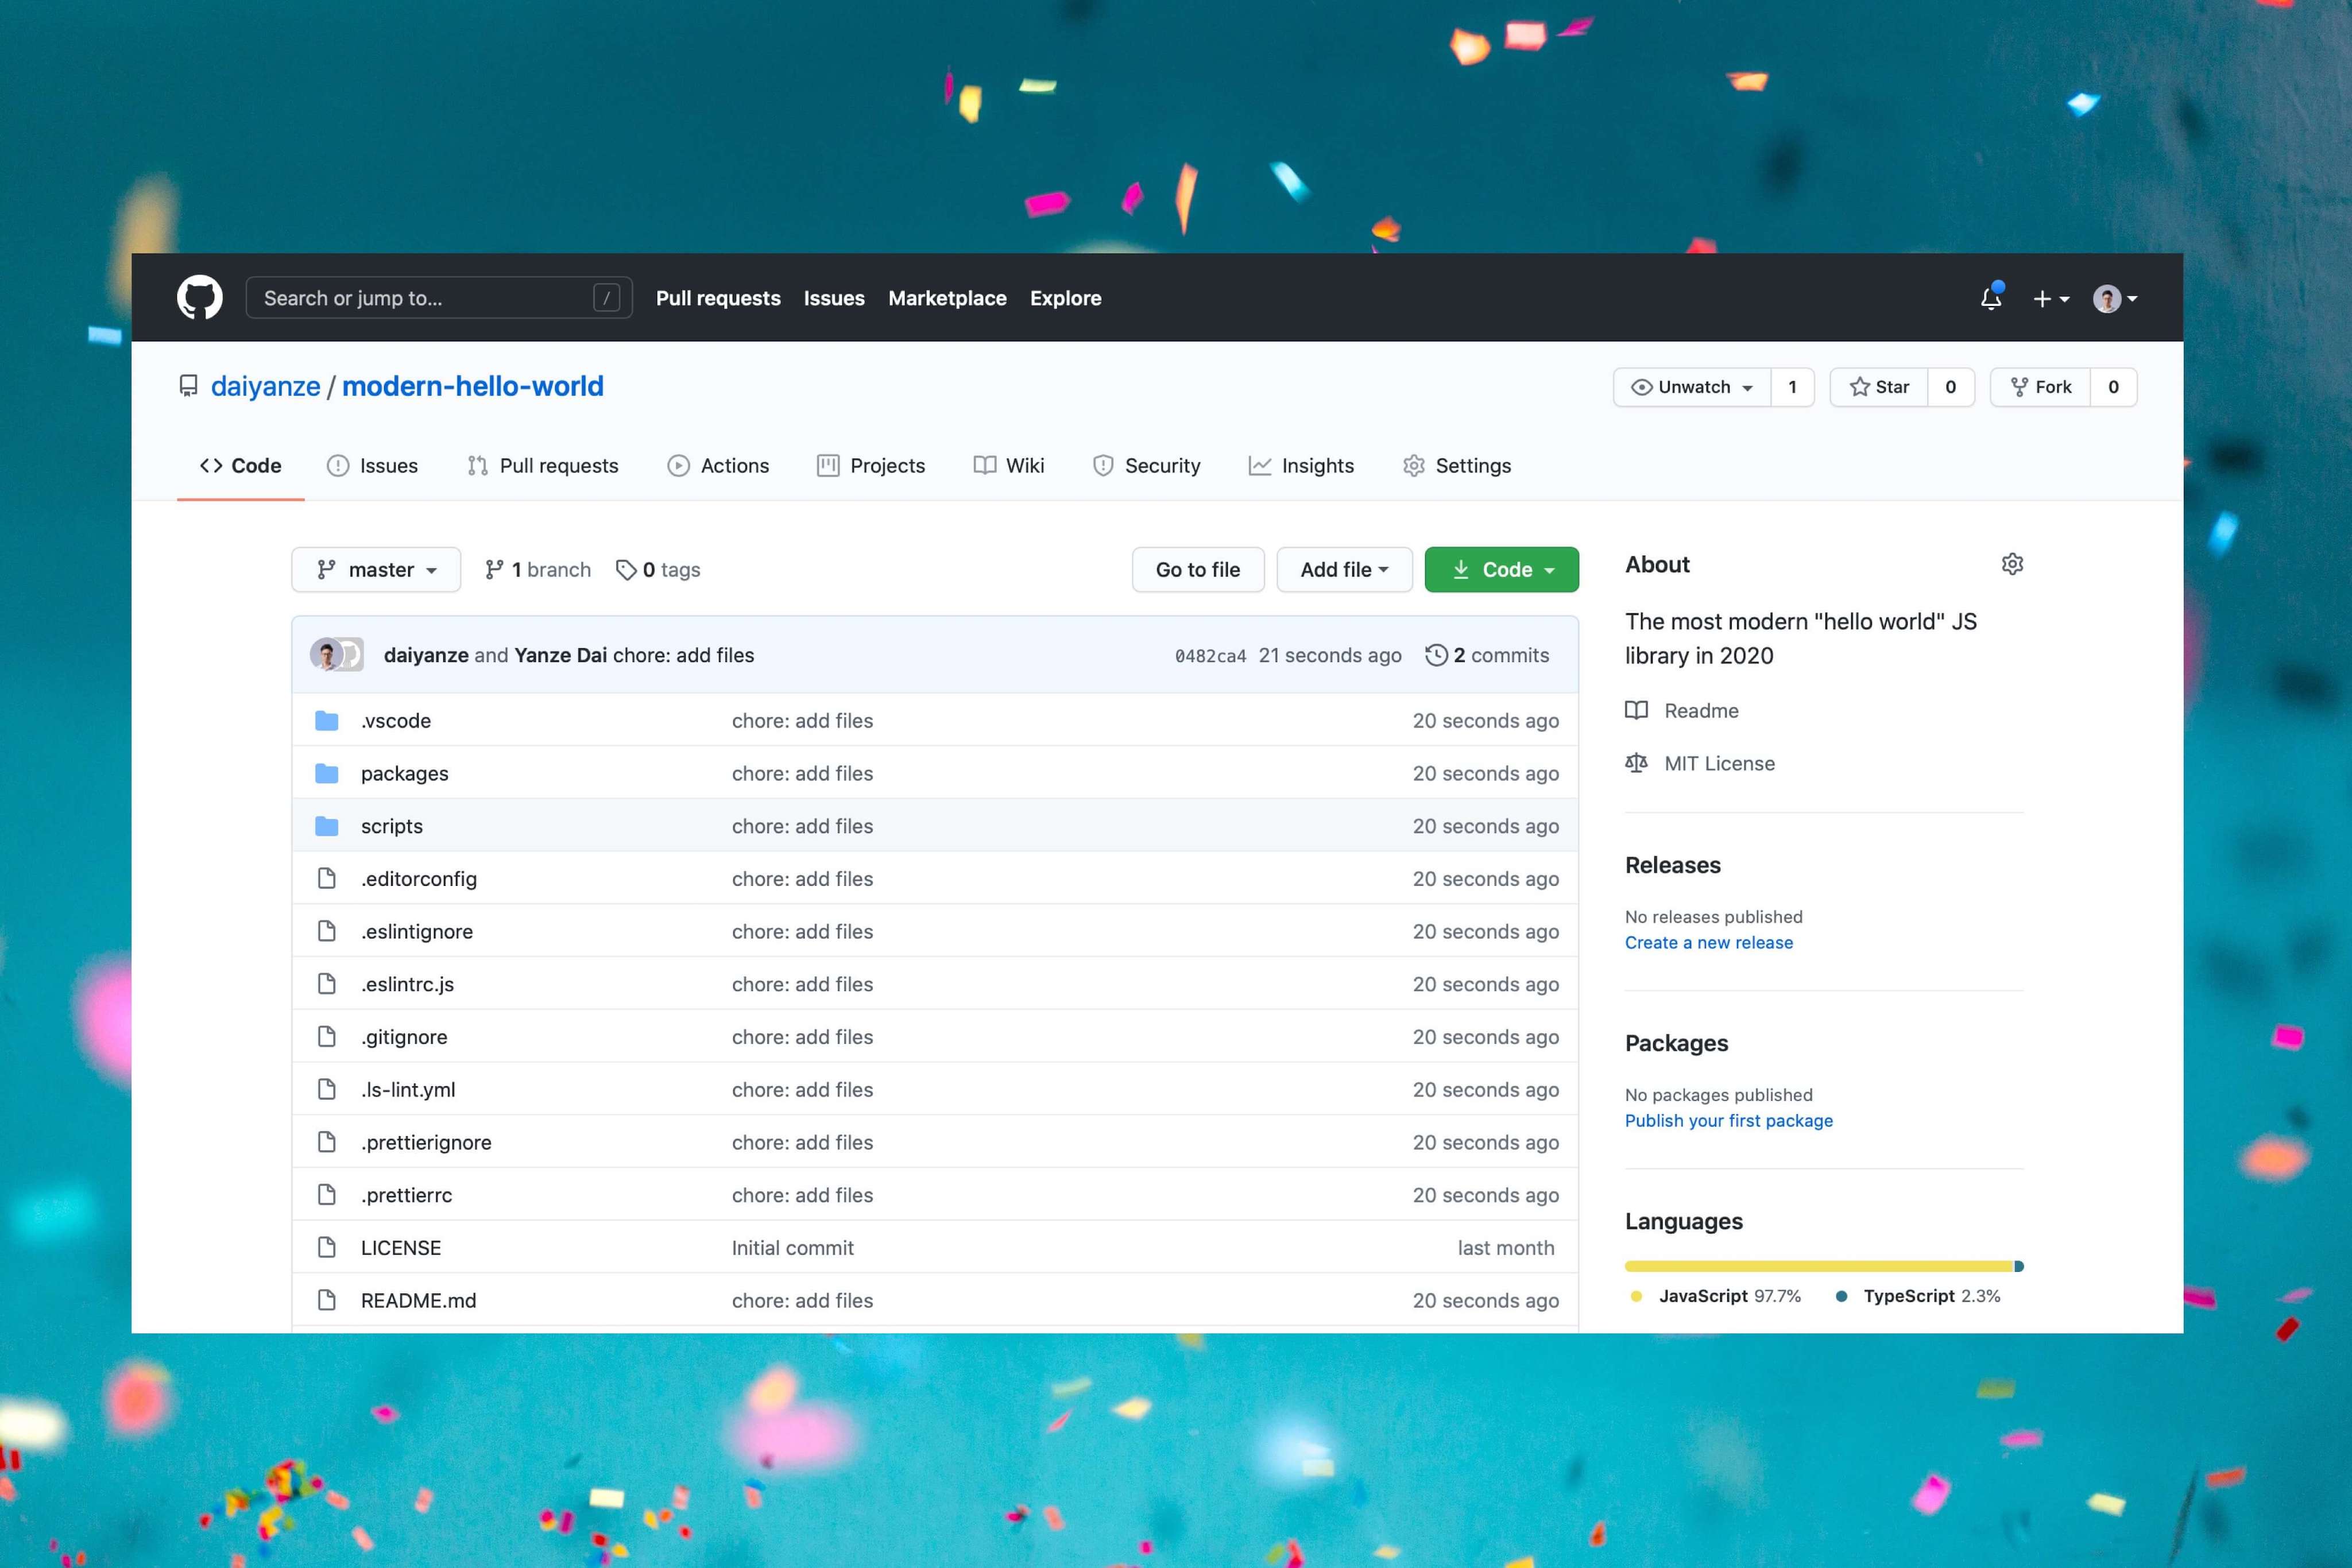 Search or jump to... / Pull requests Issues Marketplace Explore
daiyanze / modern-hello-world Unwatch 1 Star 0 Fork 0
Code Issues Pull requests Actions Projects Wiki Security Insights Settings
master 1 branch 0 tags Go to file Add file Code
daiyanze and Yanze Dai chore: add files 0482ca4 21 seconds ago 2 commits
.vscode chore: add files 20 seconds ago
packages chore: add files 20 seconds ago
scripts chore: add files 20 seconds ago
.editorconfig chore: add files 20 seconds ago
.eslintignore chore: add files 20 seconds ago
.eslintrc.js chore: add files 20 seconds ago
.gitignore chore: add files 20 seconds ago
.ls-lint.yml chore: add files 20 seconds ago
.prettierignore chore: add files 20 seconds ago
.prettierrc chore: add files 20 seconds ago
LICENSE Initial commit last month
README.md chore: add files 20 seconds ago
About
The most modern "hello world" JS
library in 2020
Readme
MIT License
Releases
No releases published
Create a new release
Packages
No packages published
Publish your first package
Languages
JavaScript 97.7% TypeScript 2.3%